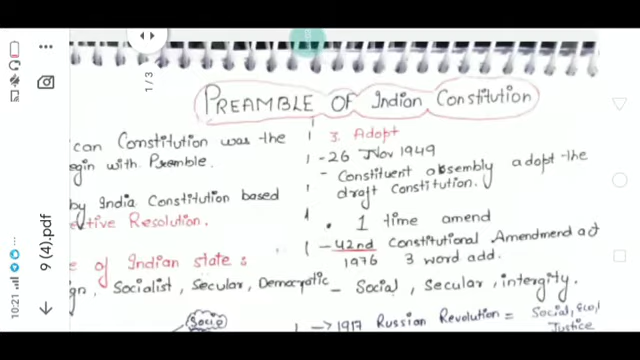 10:21
9 (4).pdf
1/3
PREAMBLE OF Indian Constitution
can Constitution was the
egin with Preamble.
by India Constitution based
ective Resolution.
e of Indian state:
ign, Socialist, Secular, Democratic
Socio
3. Adopt
- 26 Nov 1949
- Constituent assembly adopt the
draft constitution.
• 1 time amend
- 42nd Constitutional Amendment act
1976 3 word add.
- Social, Secular, intergity.
→ 1917 Russian Revolution = Social, Eco,
Justice